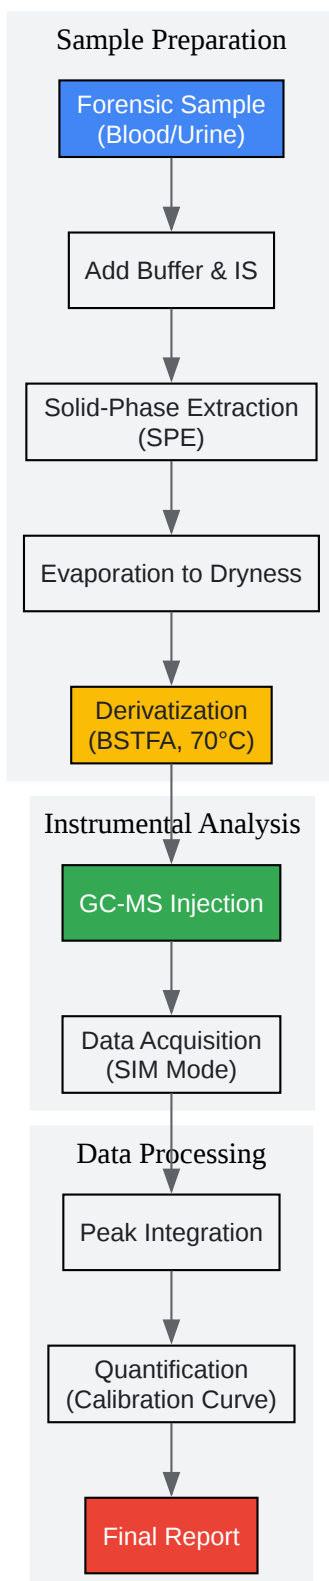 Sample Preparation
Forensic Sample
(Blood/Urine)
Add Buffer & IS
Solid-Phase Extraction
(SPE)
Evaporation to Dryness
Derivatization
(BSTFA, 70°C)
Instrumental Analysis
GC-MS Injection
Data Acquisition
(SIM Mode)
Data Processing
Peak Integration
Quantification
(Calibration Curve)
Final Report